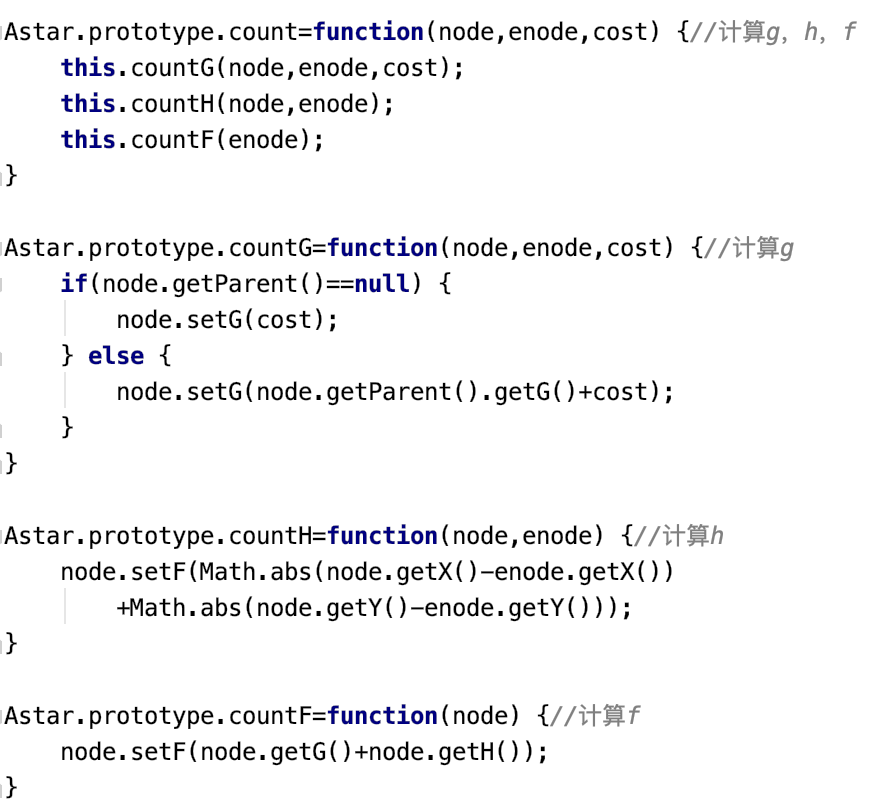 Astar.prototype.count=function(node,enode,cost) {//计算g，h，f
    this.countG(node,enode,cost);
    this.countH(node,enode);
    this.countF(enode);
}
Astar.prototype.countG=function(node,enode,cost) {//计算g
    if(node.getParent()==null) {
        node.setG(cost);
    } else {
        node.setG(node.getParent().getG()+cost);
    }
}
Astar.prototype.countH=function(node,enode) {//计算h
    node.setF(Math.abs(node.getX()-enode.getX())
        +Math.abs(node.getY()-enode.getY()));
}
Astar.prototype.countF=function(node) {//计算f
    node.setF(node.getG()+node.getH());
}